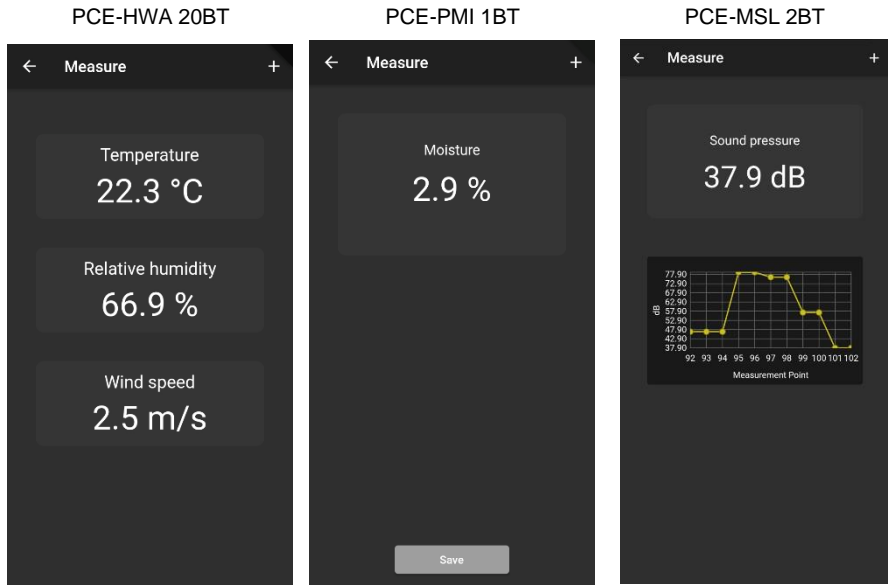 PCE-HWA 20BT
← Measure +
Temperature
22.3 °C
Relative humidity
66.9 %
Wind speed
2.5 m/s
PCE-PMI 1BT
← Measure +
Moisture
2.9 %
Save
PCE-MSL 2BT
← Measure +
Sound pressure
37.9 dB
dB
77.90
72.90
67.90
62.90
57.90
52.90
47.90
42.90
37.90
92 93 94 95 96 97 98 99 100 101 102
Measurement Point